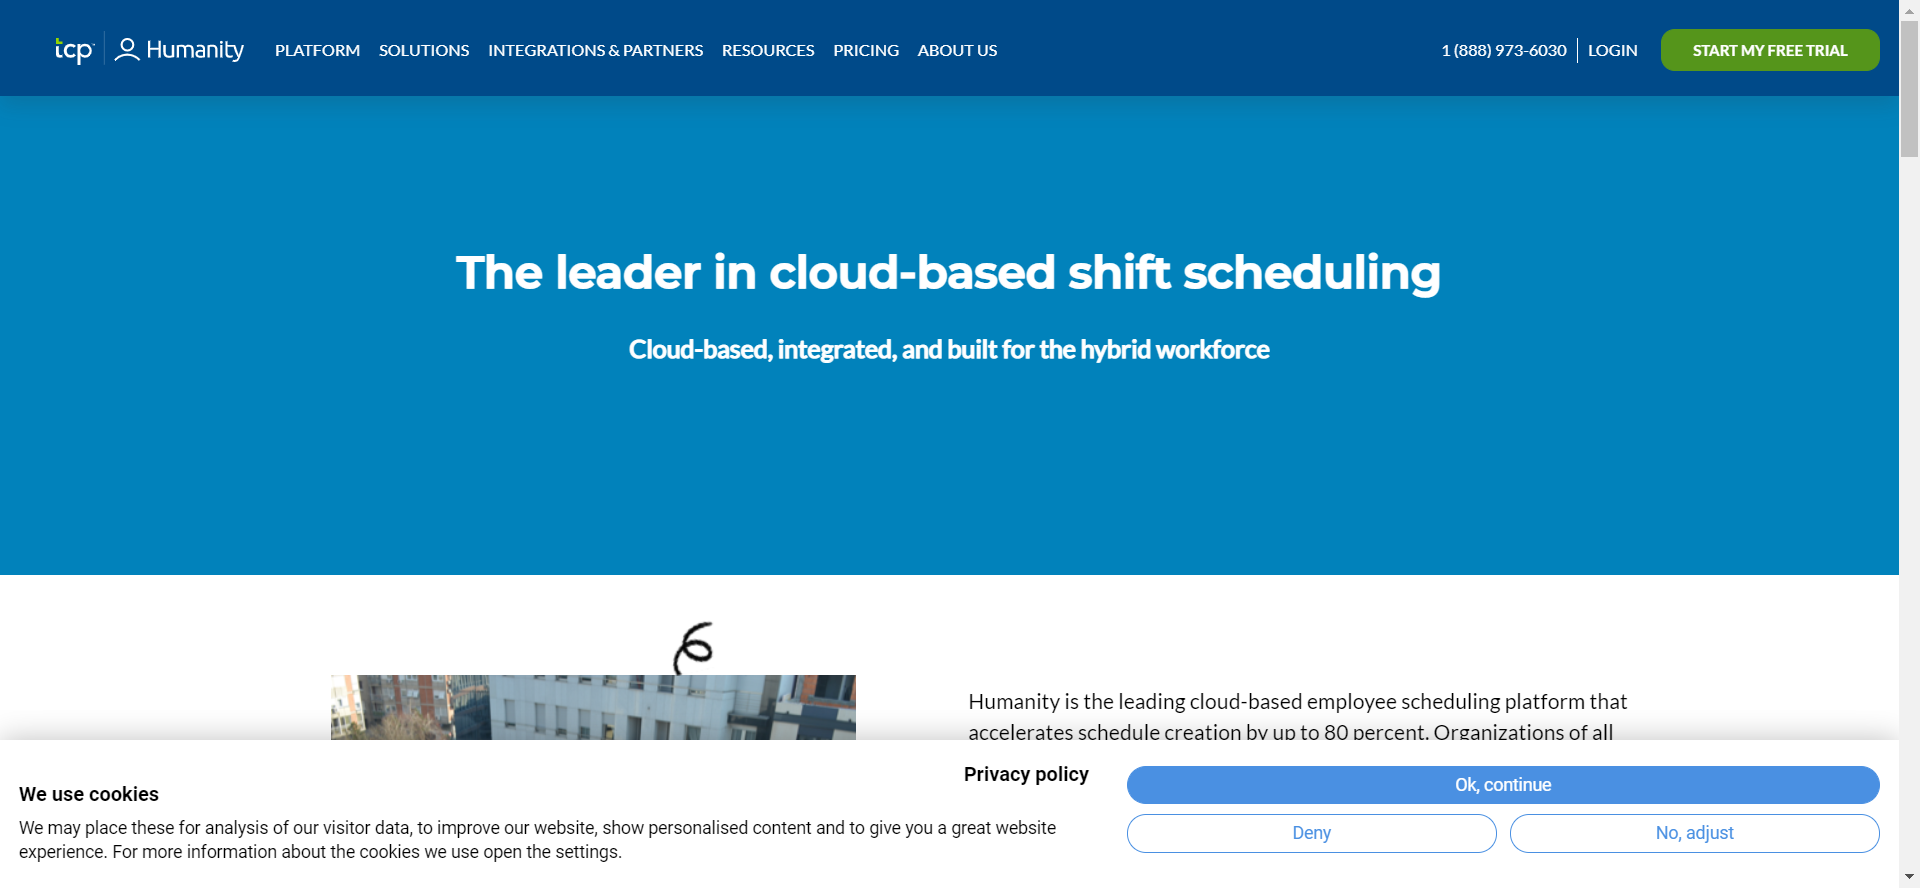 tcp Humanity PLATFORM SOLUTIONS INTEGRATIONS & PARTNERS RESOURCES PRICING ABOUT US 1 (888) 973-6030 LOGIN START MY FREE TRIAL
The leader in cloud-based shift scheduling
Cloud-based, integrated, and built for the hybrid workforce
Humanity is the leading cloud-based employee scheduling platform that
accelerates schedule creation by up to 80 percent. Organizations of all
We use cookies
We may place these for analysis of our visitor data, to improve our website, show personalised content and to give you a great website
experience. For more information about the cookies we use open the settings.
Privacy policy
Ok, continue
Deny
No, adjust